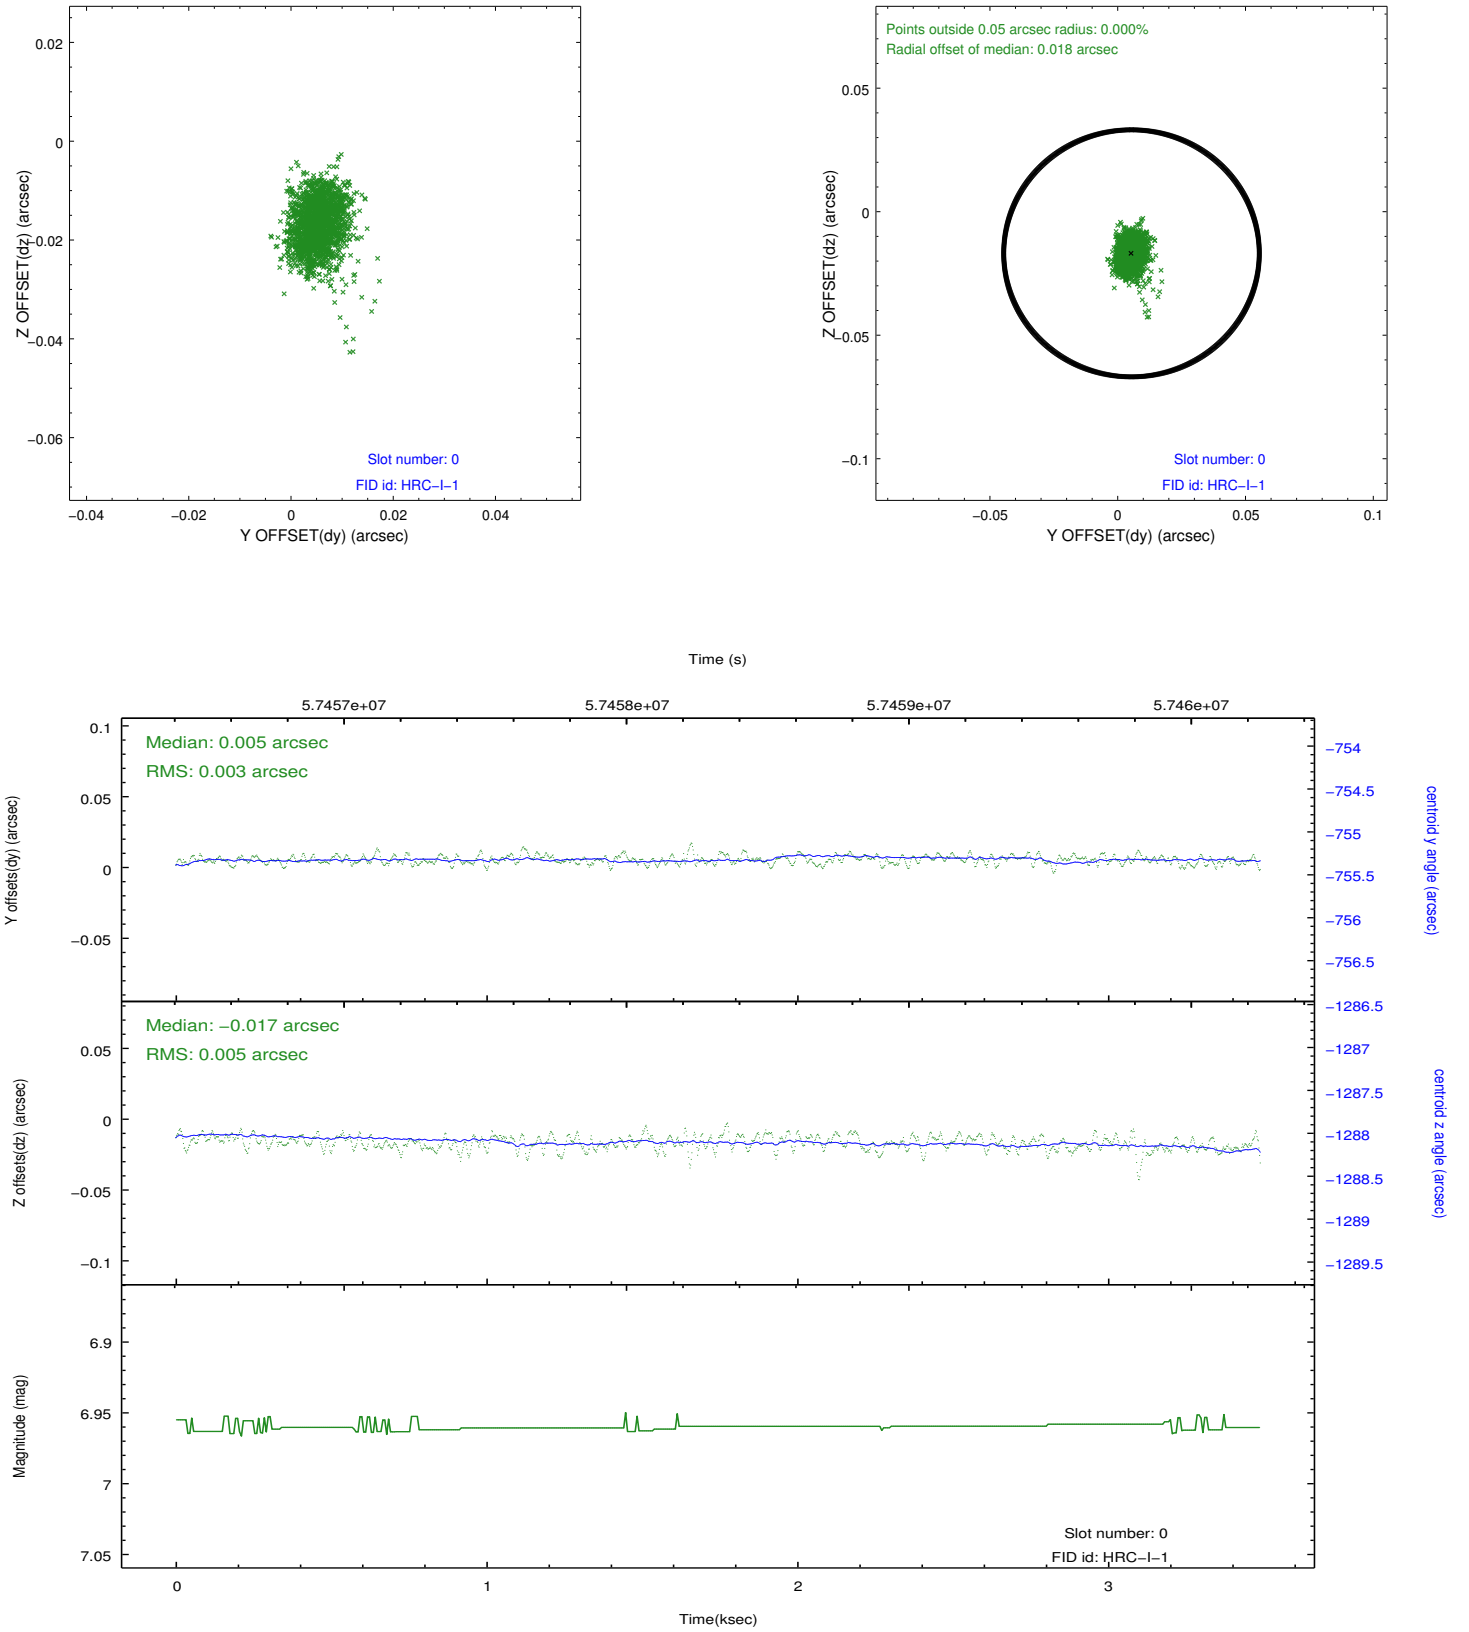 0.02
0
−0.02
−0.04
−0.06
Z OFFSET(dz) (arcsec)
Slot number: 0
FID id: HRC−I−1
−0.04
−0.02
0
0.02
0.04
Y OFFSET(dy) (arcsec)
Points outside 0.05 arcsec radius: 0.000%
Radial offset of median: 0.018 arcsec
0.05
0
−0.05
−0.1
Z OFFSET(dz) (arcsec)
Slot number: 0
FID id: HRC−I−1
−0.05
0
0.05
0.1
Y OFFSET(dy) (arcsec)
Time (s)
5.7457e+07
5.7458e+07
5.7459e+07
5.746e+07
Median: 0.005 arcsec
RMS: 0.003 arcsec
0.1
0.05
0
−0.05
Y offsets(dy) (arcsec)
−754
−754.5
−755
−755.5
−756
−756.5
centroid y angle (arcsec)
Median: −0.017 arcsec
RMS: 0.005 arcsec
0.05
0
−0.05
−0.1
Z offsets(dz) (arcsec)
−1286.5
−1287
−1287.5
−1288
−1288.5
−1289
−1289.5
centroid z angle (arcsec)
6.9
6.95
7
7.05
Magnitude (mag)
Slot number: 0
FID id: HRC−I−1
0
1
2
3
Time(ksec)